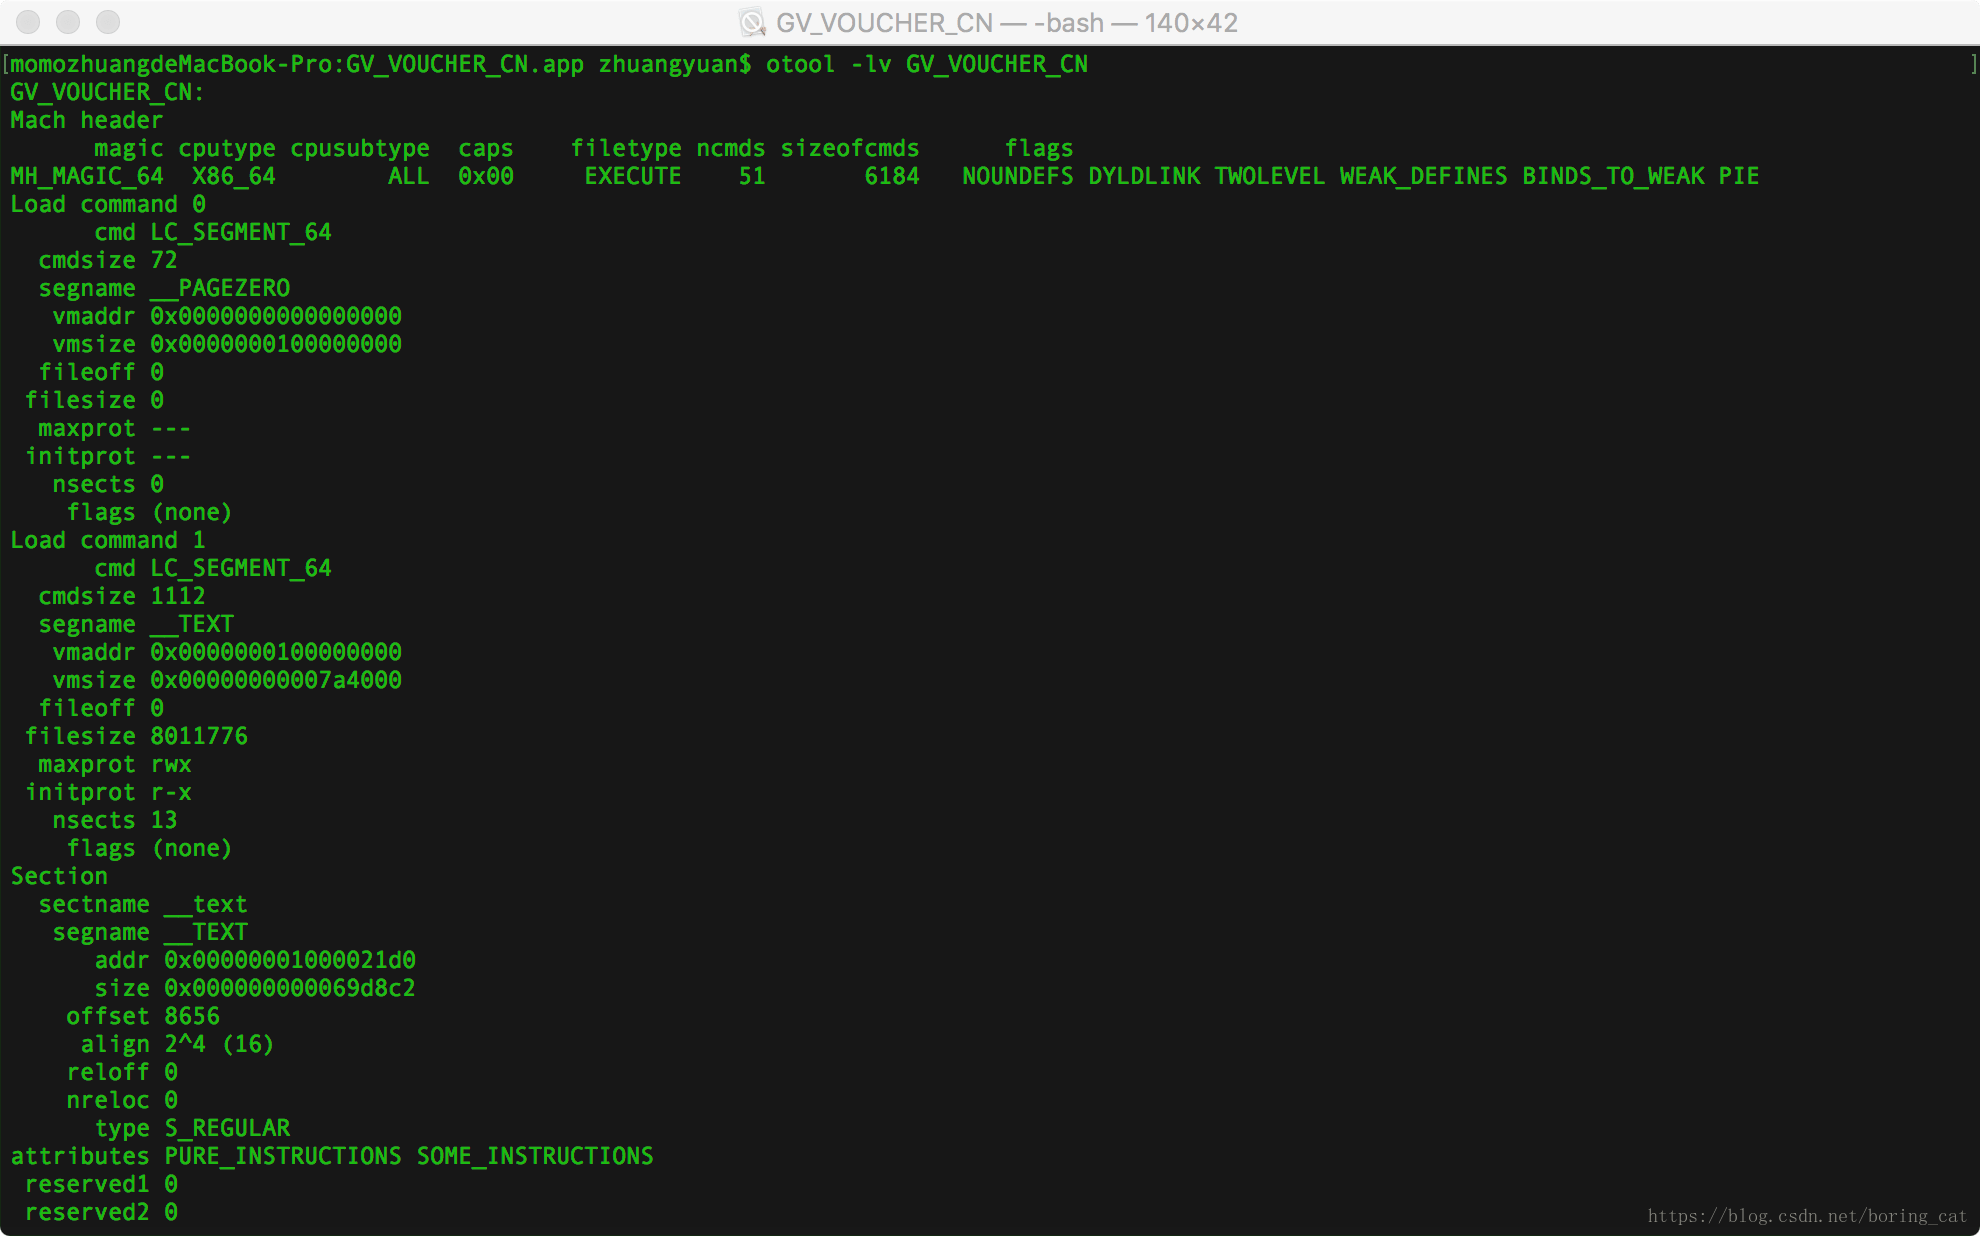 GV_VOUCHER_CN — -bash — 140×42
[momozhuangdeMacBook-Pro:GV_VOUCHER_CN.app zhuangyuan$ otool -lv GV_VOUCHER_CN ]
GV_VOUCHER_CN:
Mach header
      magic cputype cpusubtype  caps    filetype ncmds sizeofcmds      flags
MH_MAGIC_64  X86_64        ALL  0x00     EXECUTE    51       6184   NOUNDEFS DYLDLINK TWOLEVEL WEAK_DEFINES BINDS_TO_WEAK PIE
Load command 0
      cmd LC_SEGMENT_64
  cmdsize 72
  segname __PAGEZERO
   vmaddr 0x0000000000000000
   vmsize 0x0000000100000000
  fileoff 0
 filesize 0
  maxprot ---
 initprot ---
   nsects 0
    flags (none)
Load command 1
      cmd LC_SEGMENT_64
  cmdsize 1112
  segname __TEXT
   vmaddr 0x0000000100000000
   vmsize 0x00000000007a4000
  fileoff 0
 filesize 8011776
  maxprot rwx
 initprot r-x
   nsects 13
    flags (none)
Section
  sectname __text
   segname __TEXT
      addr 0x00000001000021d0
      size 0x000000000069d8c2
    offset 8656
     align 2^4 (16)
    reloff 0
    nreloc 0
      type S_REGULAR
attributes PURE_INSTRUCTIONS SOME_INSTRUCTIONS
 reserved1 0
 reserved2 0
https://blog.csdn.net/boring_cat